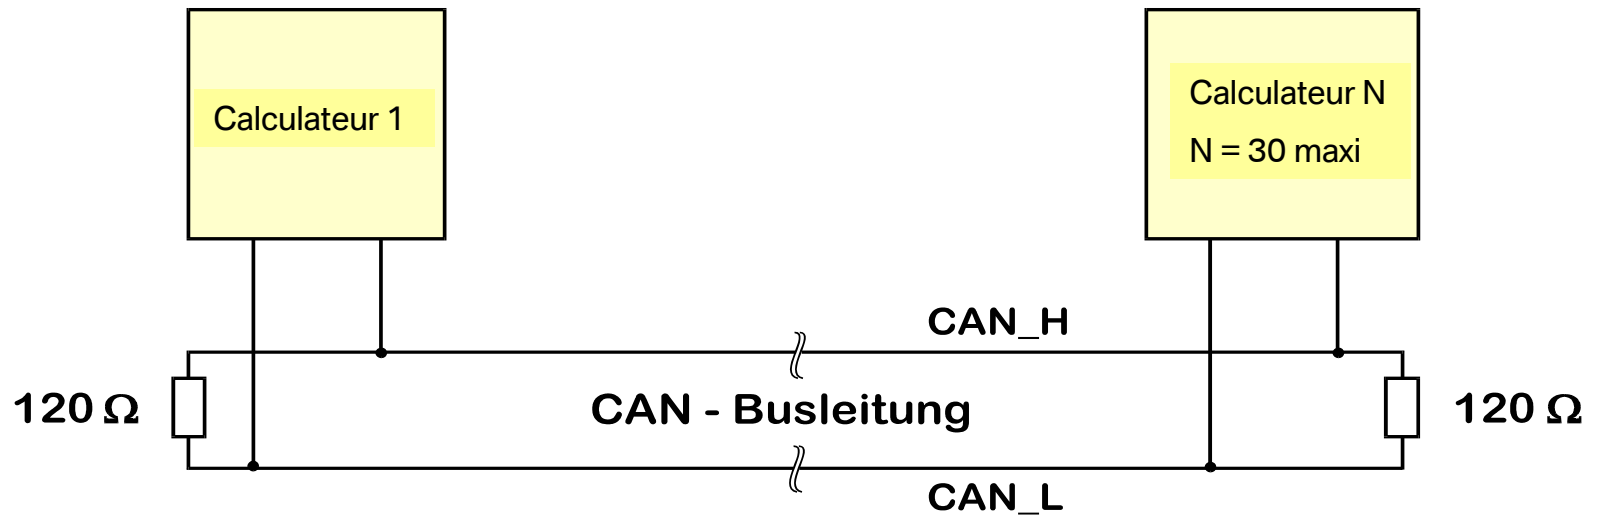 Calculateur 1
Calculateur N
N = 30 maxi
CAN_H
120 Ω
CAN - Busleitung
120 Ω
CAN_L